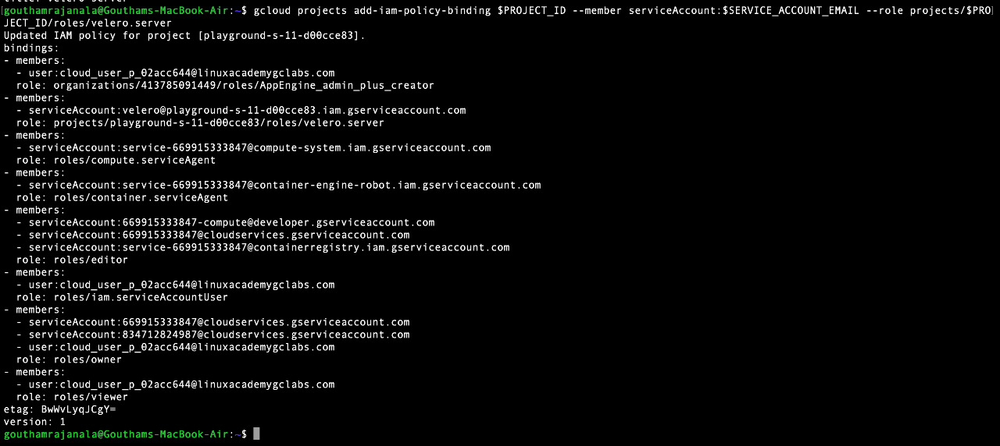 gouthamrajanala@Gouthams-MacBook-Air:~$ gcloud projects add-iam-policy-binding $PROJECT_ID --member serviceAccount:$SERVICE_ACCOUNT_EMAIL --role projects/$PRO
JECT_ID/roles/velero.server
Updated IAM policy for project [playground-s-11-d00cce83].
bindings:
- members:
  - user:cloud_user_p_02acc644@linuxacademygclabs.com
  role: organizations/413785091449/roles/AppEngine_admin_plus_creator
- members:
  - serviceAccount:velero@playground-s-11-d00cce83.iam.gserviceaccount.com
  role: projects/playground-s-11-d00cce83/roles/velero.server
- members:
  - serviceAccount:service-669915333847@compute-system.iam.gserviceaccount.com
  role: roles/compute.serviceAgent
- members:
  - serviceAccount:service-669915333847@container-engine-robot.iam.gserviceaccount.com
  role: roles/container.serviceAgent
- members:
  - serviceAccount:669915333847-compute@developer.gserviceaccount.com
  - serviceAccount:669915333847@cloudservices.gserviceaccount.com
  - serviceAccount:service-669915333847@containerregistry.iam.gserviceaccount.com
  role: roles/editor
- members:
  - user:cloud_user_p_02acc644@linuxacademygclabs.com
  role: roles/iam.serviceAccountUser
- members:
  - serviceAccount:669915333847@cloudservices.gserviceaccount.com
  - serviceAccount:834712824987@cloudservices.gserviceaccount.com
  - user:cloud_user_p_02acc644@linuxacademygclabs.com
  role: roles/owner
- members:
  - user:cloud_user_p_02acc644@linuxacademygclabs.com
  role: roles/viewer
etag: BwWvLyqJCgY=
version: 1
gouthamrajanala@Gouthams-MacBook-Air:~$